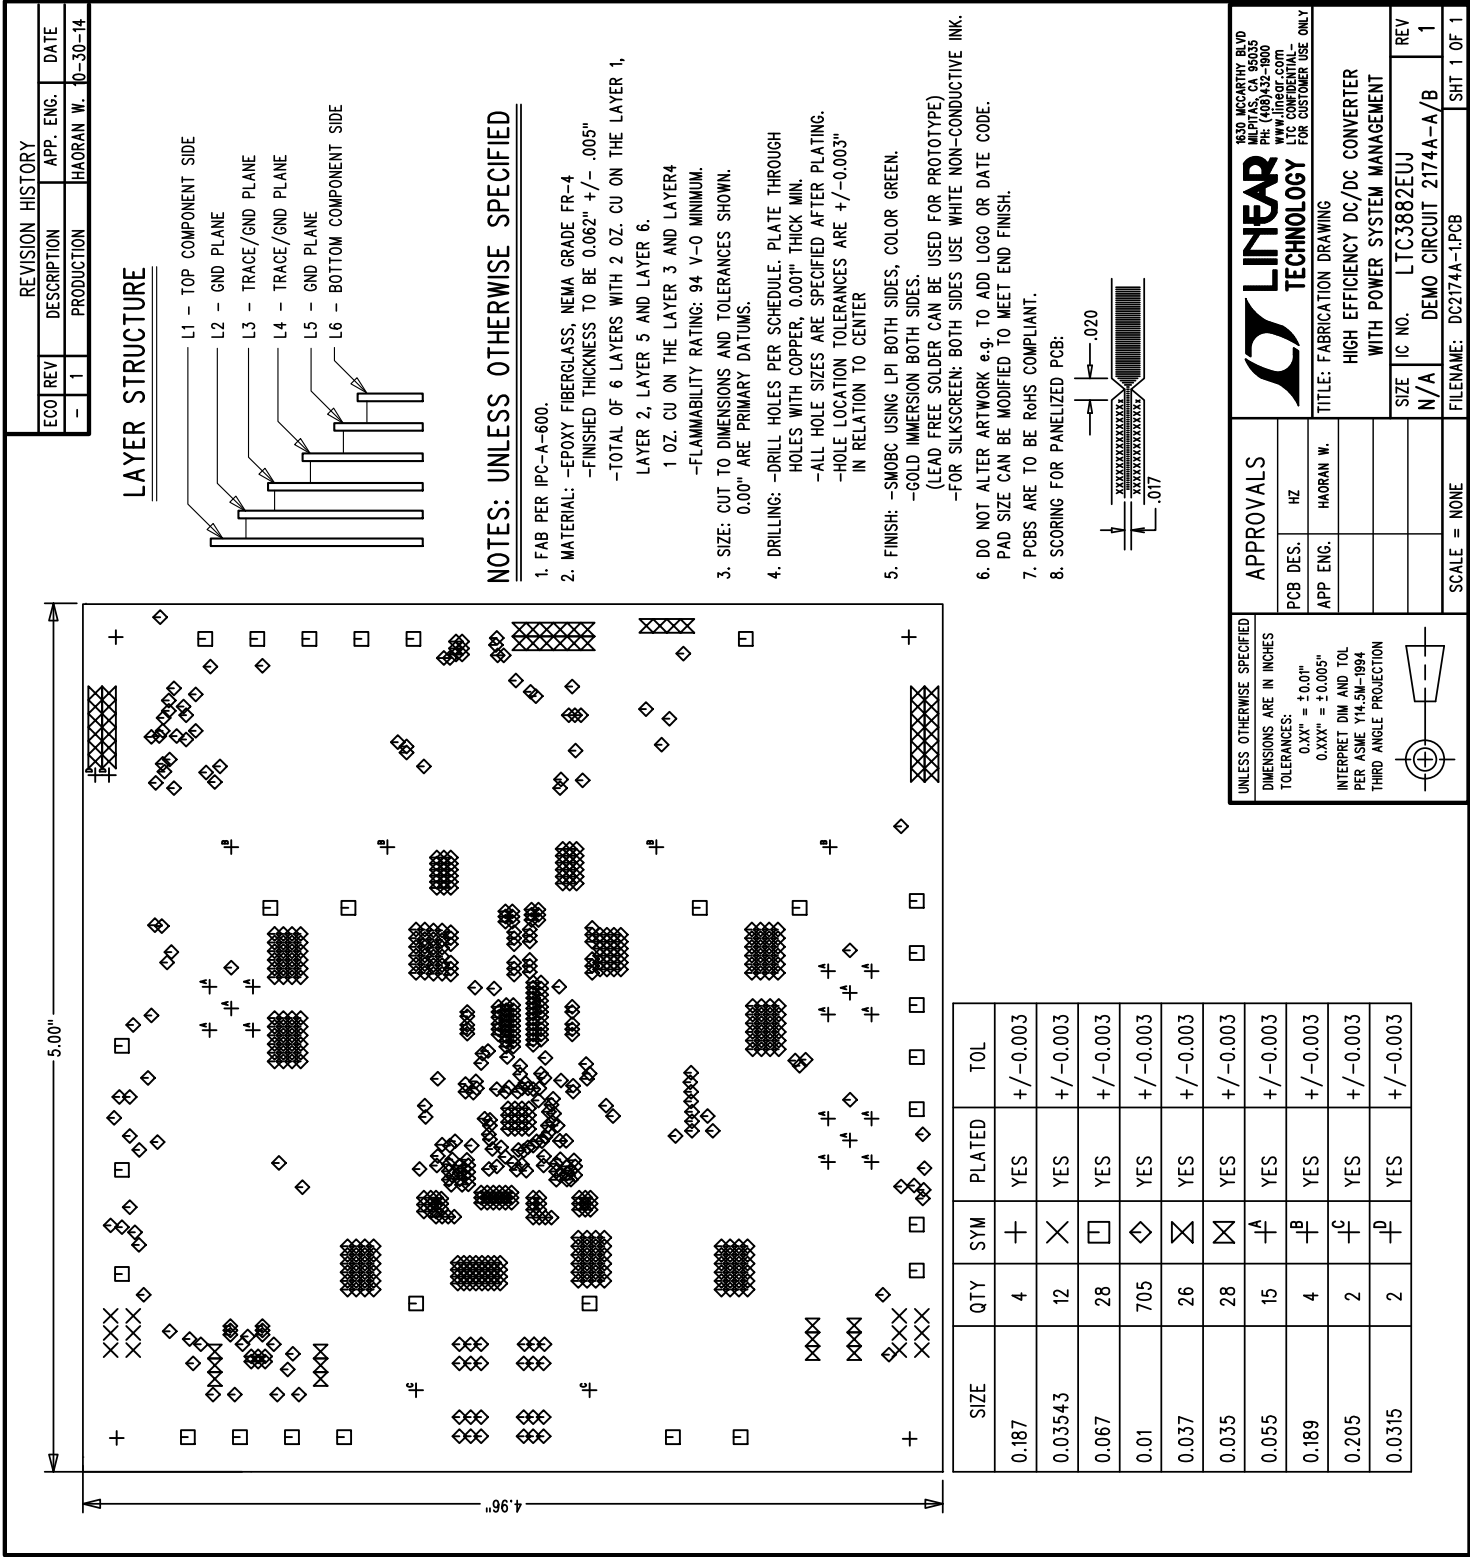 REVISION HISTORY
ECO REV DESCRIPTION APP. ENG. DATE
- 1 PRODUCTION HAORAN W. 10-30-14
LAYER STRUCTURE
L1 - TOP COMPONENT SIDE
L2 - GND PLANE
L3 - TRACE/GND PLANE
L4 - TRACE/GND PLANE
L5 - GND PLANE
L6 - BOTTOM COMPONENT SIDE
NOTES: UNLESS OTHERWISE SPECIFIED
1. FAB PER IPC-A-600.
2. MATERIAL: -EPOXY FIBERGLASS, NEMA GRADE FR-4
-FINISHED THICKNESS TO BE 0.062" +/- .005"
-TOTAL OF 6 LAYERS WITH 2 OZ. CU ON THE LAYER 1,
LAYER 2, LAYER 5 AND LAYER 6.
1 OZ. CU ON THE LAYER 3 AND LAYER4
-FLAMMABILITY RATING: 94 V-0 MINIMUM.
3. SIZE: CUT TO DIMENSIONS AND TOLERANCES SHOWN.
0.00" ARE PRIMARY DATUMS.
4. DRILLING: -DRILL HOLES PER SCHEDULE. PLATE THROUGH
HOLES WITH COPPER, 0.001" THICK MIN.
-ALL HOLE SIZES ARE SPECIFIED AFTER PLATING.
-HOLE LOCATION TOLERANCES ARE +/-0.003"
IN RELATION TO CENTER
5. FINISH: -SMOBC USING LPI BOTH SIDES, COLOR GREEN.
-GOLD IMMERSION BOTH SIDES.
(LEAD FREE SOLDER CAN BE USED FOR PROTOTYPE)
-FOR SILKSCREEN: BOTH SIDES USE WHITE NON-CONDUCTIVE INK.
6. DO NOT ALTER ARTWORK e.g. TO ADD LOGO OR DATE CODE.
PAD SIZE CAN BE MODIFIED TO MEET END FINISH.
7. PCBS ARE TO BE RoHS COMPLIANT.
8. SCORING FOR PANELIZED PCB:
.020
.017
5.00"
4.96"
SIZE QTY SYM PLATED TOL
0.187 4 YES +/-0.003
0.03543 12 YES +/-0.003
0.067 28 YES +/-0.003
0.01 705 YES +/-0.003
0.037 26 YES +/-0.003
0.035 28 YES +/-0.003
0.055 15 A YES +/-0.003
0.189 4 B YES +/-0.003
0.205 2 C YES +/-0.003
0.0315 2 D YES +/-0.003
UNLESS OTHERWISE SPECIFIED
DIMENSIONS ARE IN INCHES
TOLERANCES:
0.XX" = ±0.01"
0.XXX" = ±0.005"
INTERPRET DIM AND TOL
PER ASME Y14.5M-1994
THIRD ANGLE PROJECTION
APPROVALS
PCB DES. HZ
APP ENG. HAORAN W.
SCALE = NONE
LINEAR
TECHNOLOGY
1630 MCCARTHY BLVD
MILPITAS, CA 95035
PH: (408)432-1900
www.linear.com
LTC CONFIDENTIAL-
FOR CUSTOMER USE ONLY
TITLE: FABRICATION DRAWING
HIGH EFFICIENCY DC/DC CONVERTER
WITH POWER SYSTEM MANAGEMENT
SIZE IC NO. LTC3882EUJ REV
N/A DEMO CIRCUIT 2174A-A/B 1
FILENAME: DC2174A-1.PCB SHT 1 OF 1